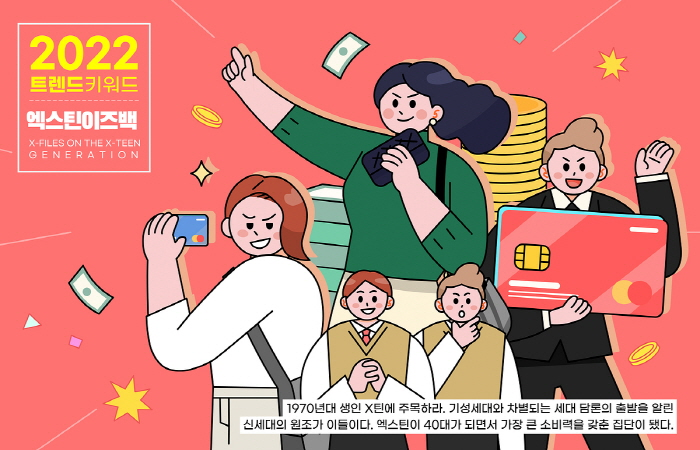 2022
트렌드키워드
엑스틴이즈백
X-FILES ON THE X-TEEN
GENERATION
1970년대 생인 X틴에 주목하라. 기성세대와 차별되는 세대 담론의 출발을 알린
신세대의 원조가 이들이다. 엑스틴이 40대가 되면서 가장 큰 소비력을 갖춘 집단이 됐다.